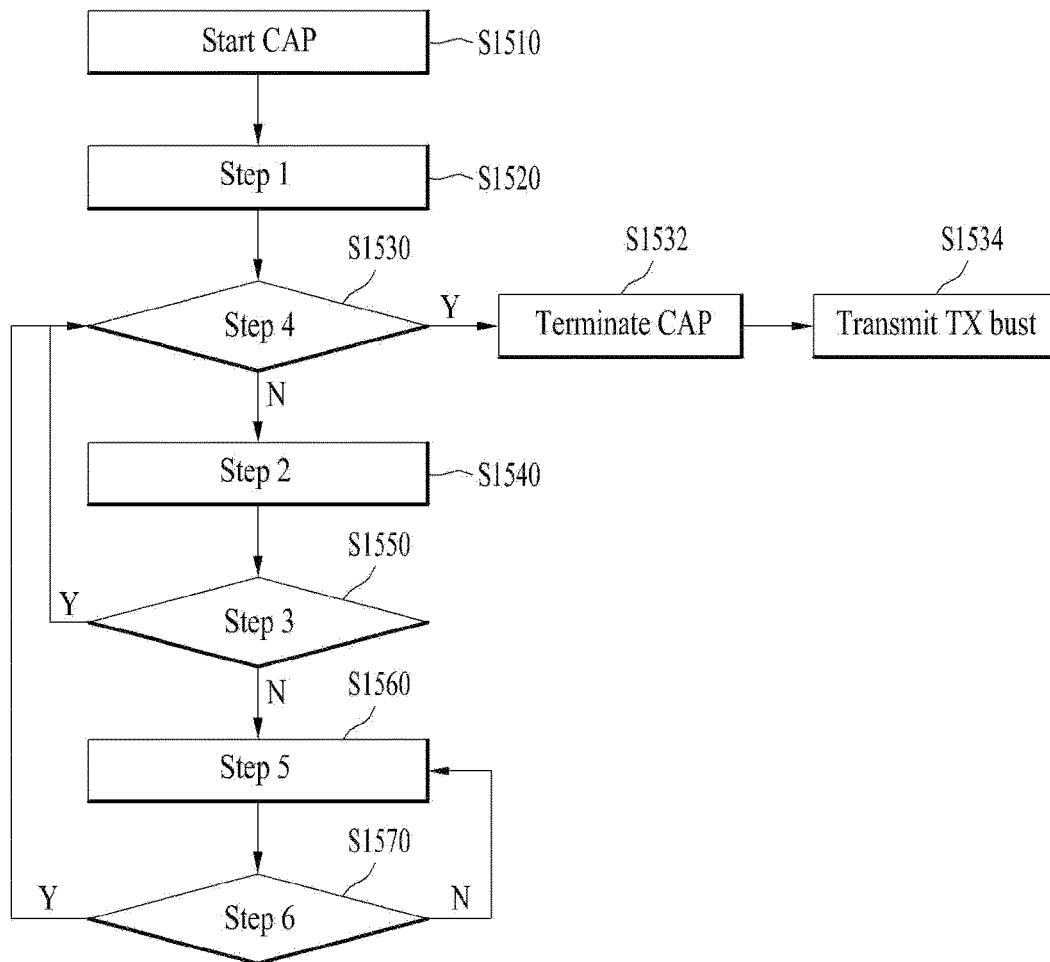 Start CAP
S1510
Step 1
S1520
S1530
Step 4
Y
N
S1532
Terminate CAP
S1534
Transmit TX bust
Step 2
S1540
S1550
Step 3
Y
N
S1560
Step 5
S1570
Step 6
Y
N